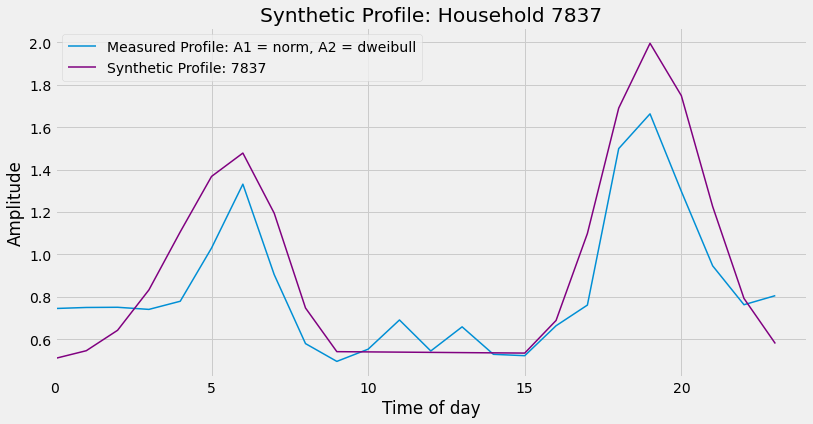 Synthetic Profile: Household 7837
Measured Profile: A1 = norm, A2 = dweibull
Synthetic Profile: 7837
Amplitude
2.0
1.8
1.6
1.4
1.2
1.0
0.8
0.6
0 5 10 15 20
Time of day